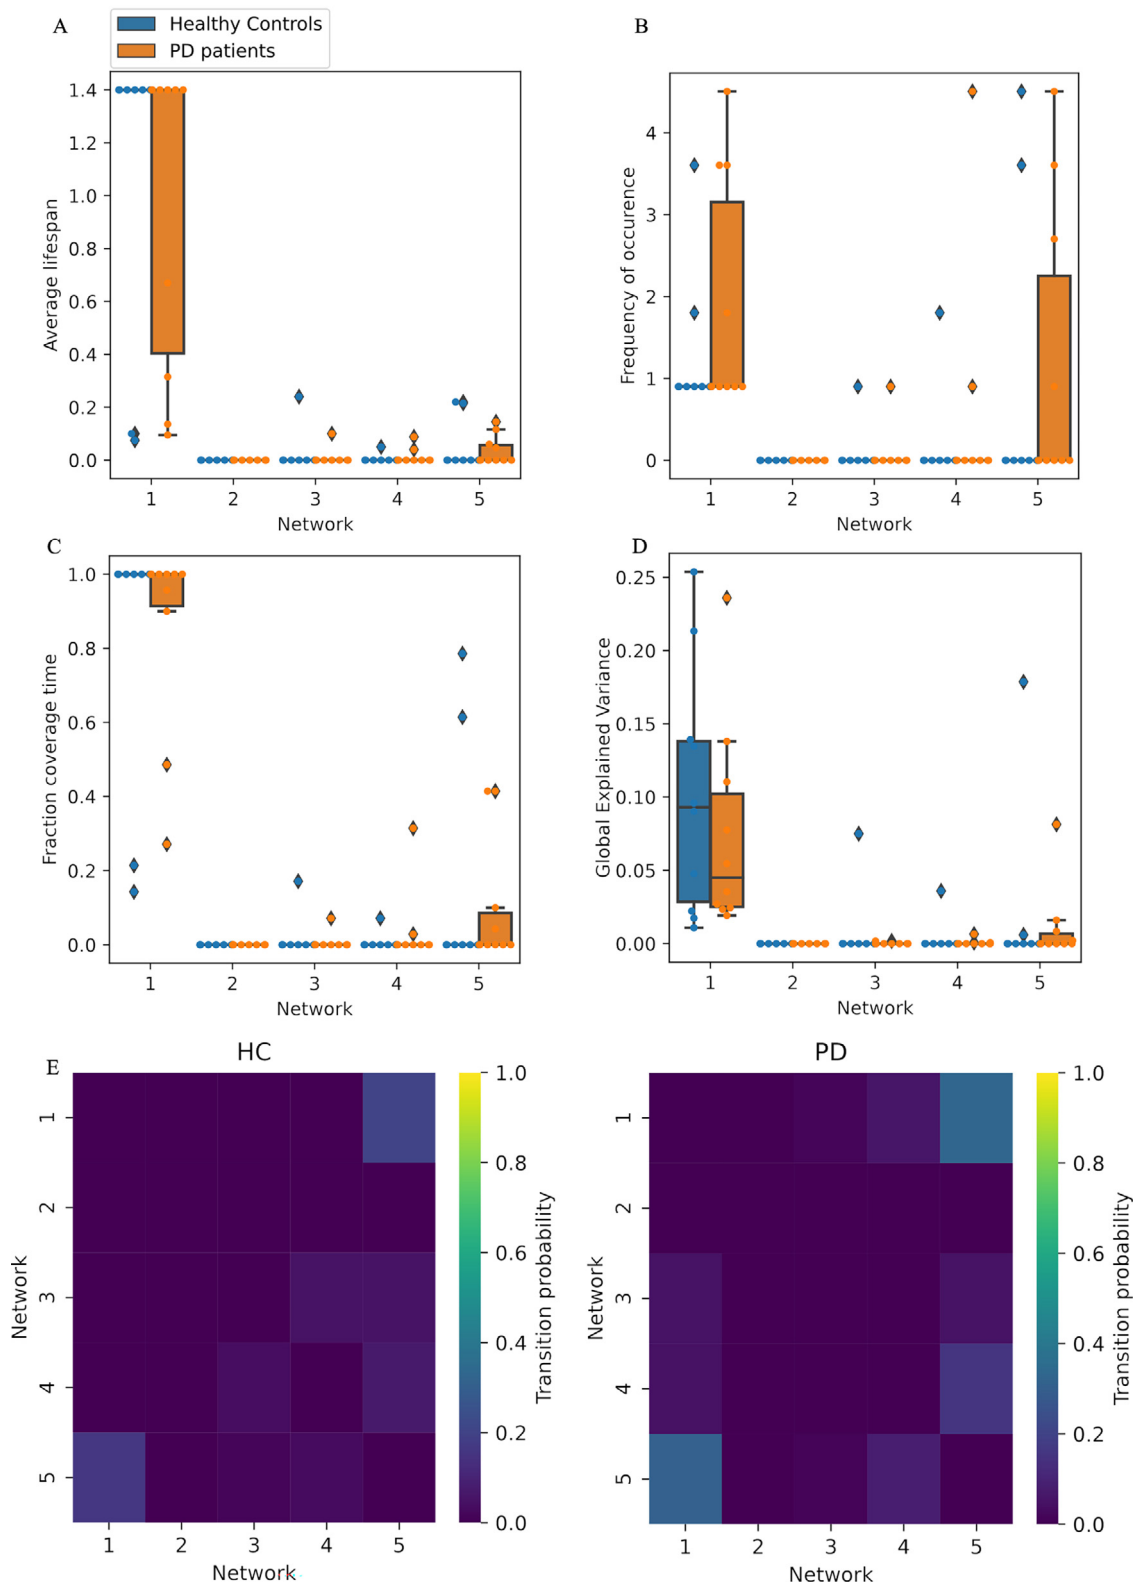 A
Healthy Controls
PD patients
B
1.4
1.2
1.0
0.8
0.6
0.4
0.2
0.0
Average lifespan
1 2 3 4 5
Network
4
3
2
1
0
Frequency of occurence
1 2 3 4 5
Network
C
1.0
0.8
0.6
0.4
0.2
0.0
Fraction coverage time
1 2 3 4 5
Network
D
0.25
0.20
0.15
0.10
0.05
0.00
Global Explained Variance
1 2 3 4 5
Network
E
HC
1
2
3
4
5
Network
1 2 3 4 5
Network
1.0
0.8
0.6
0.4
0.2
0.0
Transition probability
PD
1
2
3
4
5
Network
1 2 3 4 5
Network
1.0
0.8
0.6
0.4
0.2
0.0
Transition probability